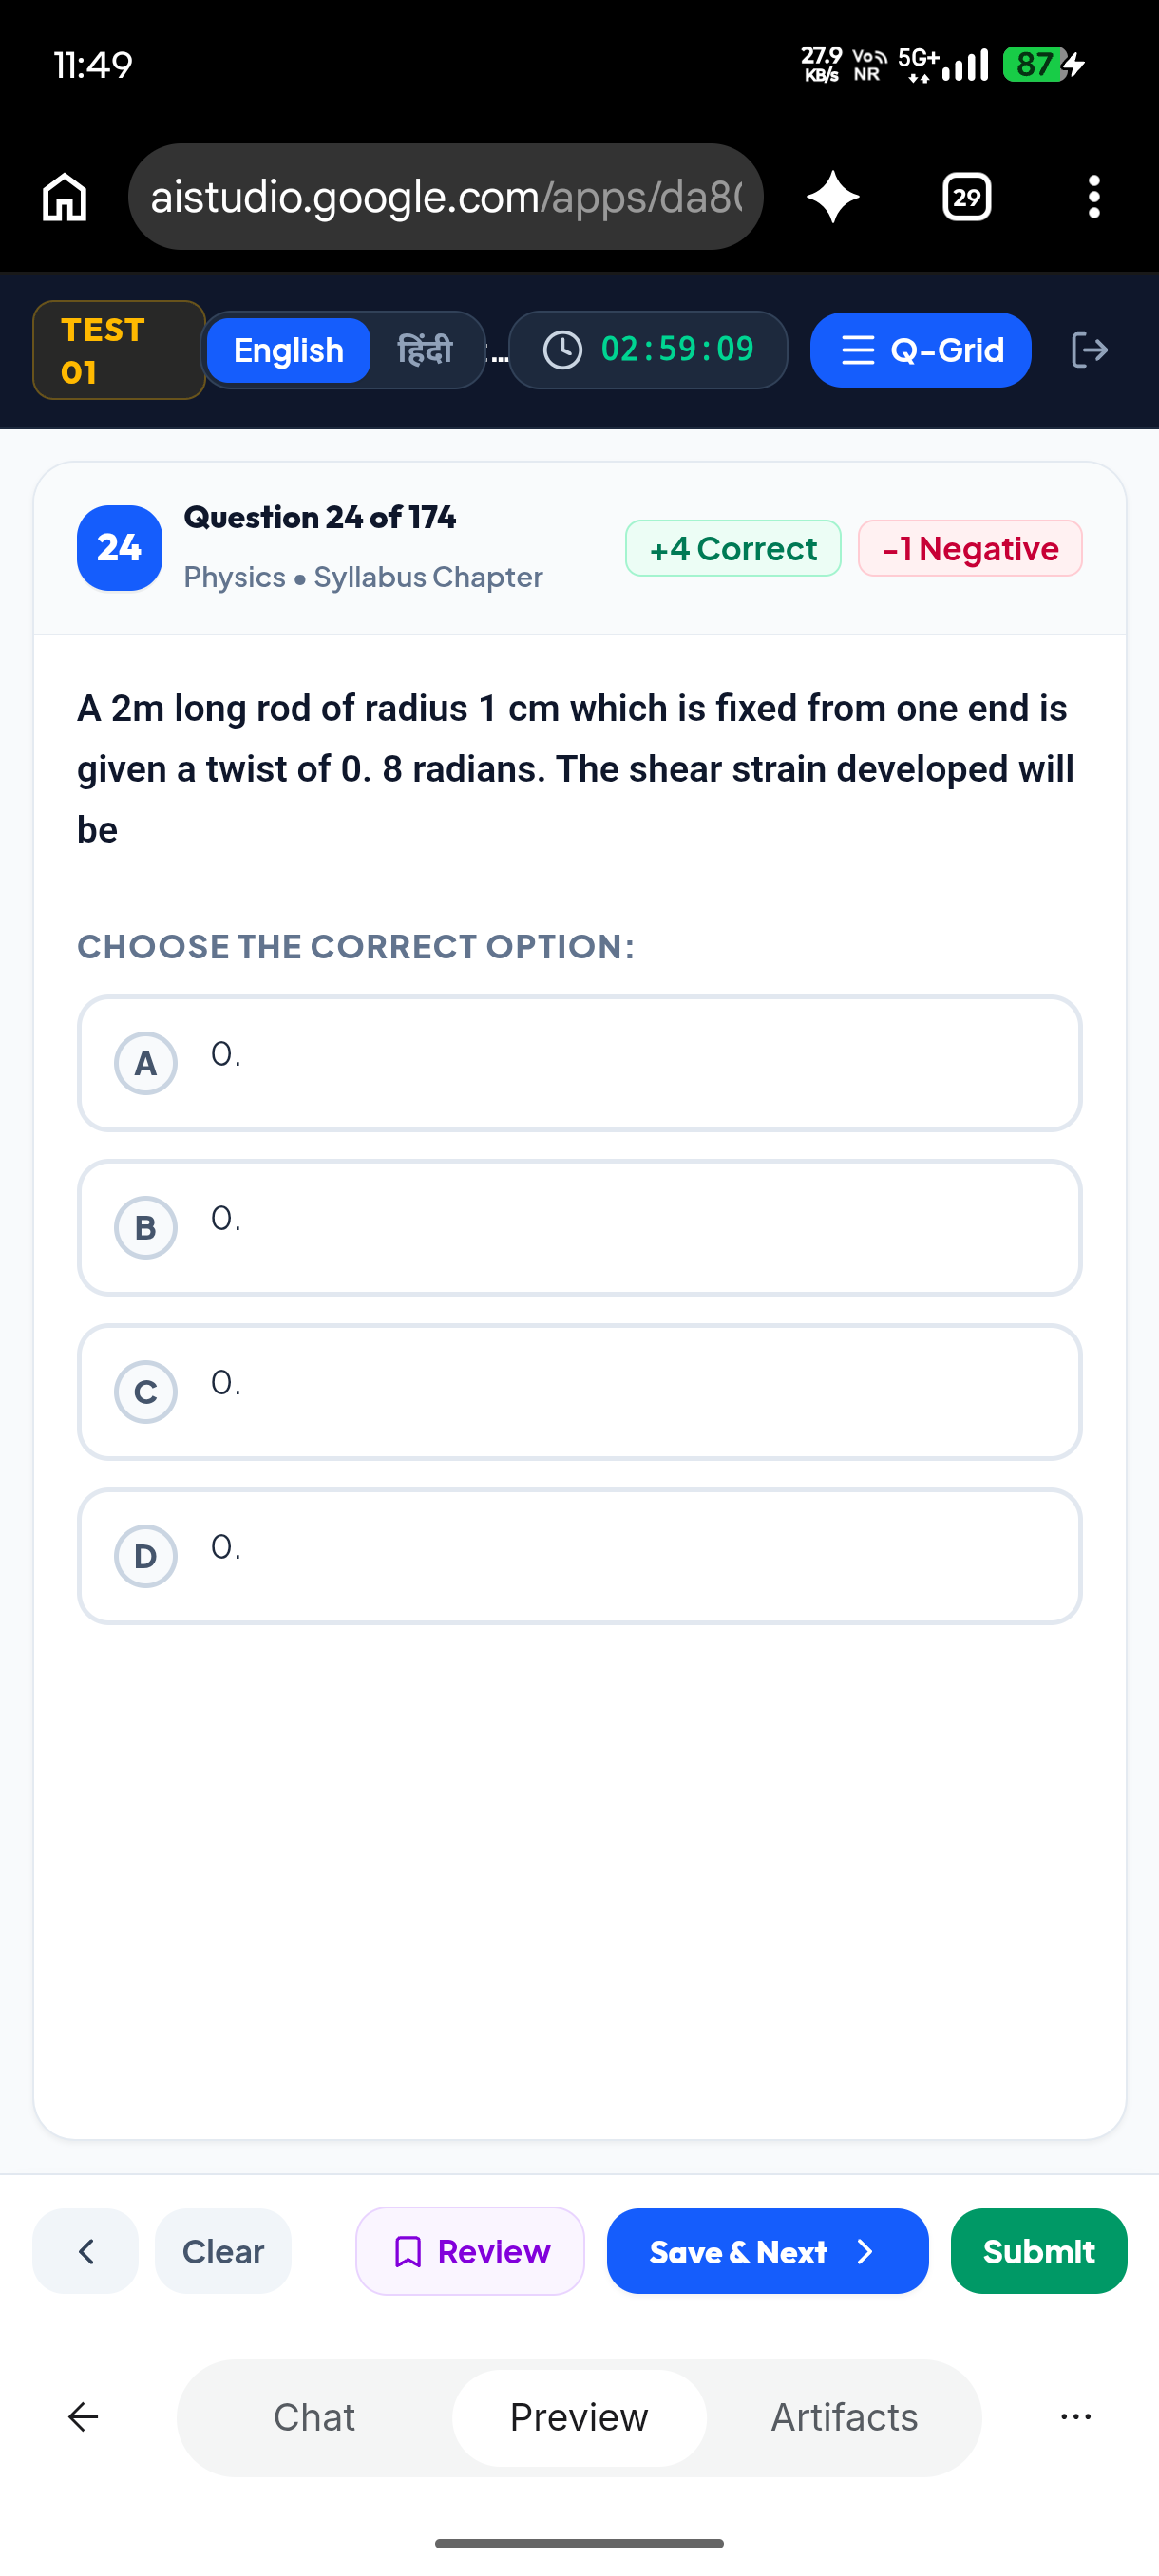 11:49
27.9 KB/s Vo NR 5G+ 87
aistudio.google.com/apps/da8
29
TEST 01
English हिंदी ... 02:59:09 Q-Grid
24 Question 24 of 174
Physics • Syllabus Chapter
+4 Correct -1 Negative
A 2m long rod of radius 1 cm which is fixed from one end is
given a twist of 0. 8 radians. The shear strain developed will
be
CHOOSE THE CORRECT OPTION:
A 0.
B 0.
C 0.
D 0.
Clear Review Save & Next Submit
Chat Preview Artifacts